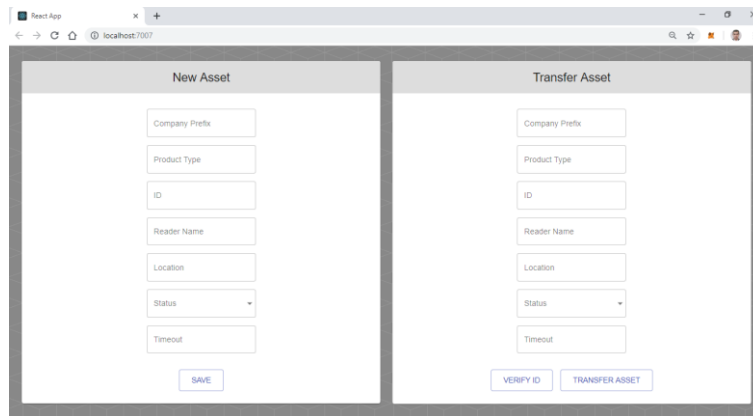 React App
localhost:7007
New Asset
Company Prefix
Product Type
ID
Reader Name
Location
Status
Timeout
SAVE
Transfer Asset
Company Prefix
Product Type
ID
Reader Name
Location
Status
Timeout
VERIFY ID TRANSFER ASSET